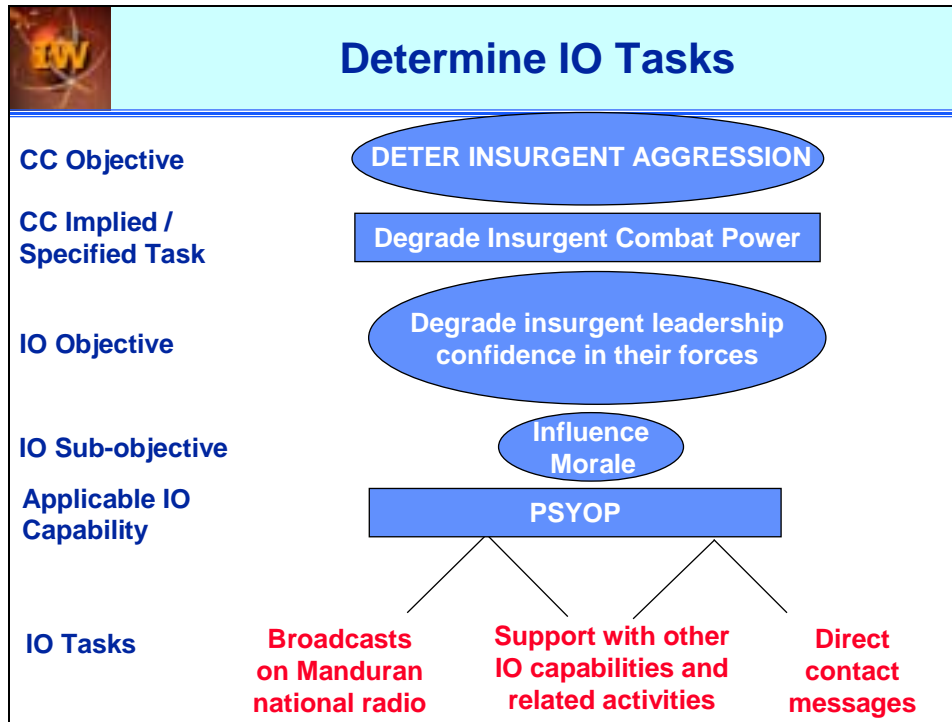 IW
Determine IO Tasks
CC Objective
DETER INSURGENT AGGRESSION
CC Implied /
Specified Task
Degrade Insurgent Combat Power
IO Objective
Degrade insurgent leadership
confidence in their forces
IO Sub-objective
Influence
Morale
Applicable IO
Capability
PSYOP
IO Tasks
Broadcasts
on Manduran
national radio
Support with other
IO capabilities and
related activities
Direct
contact
messages